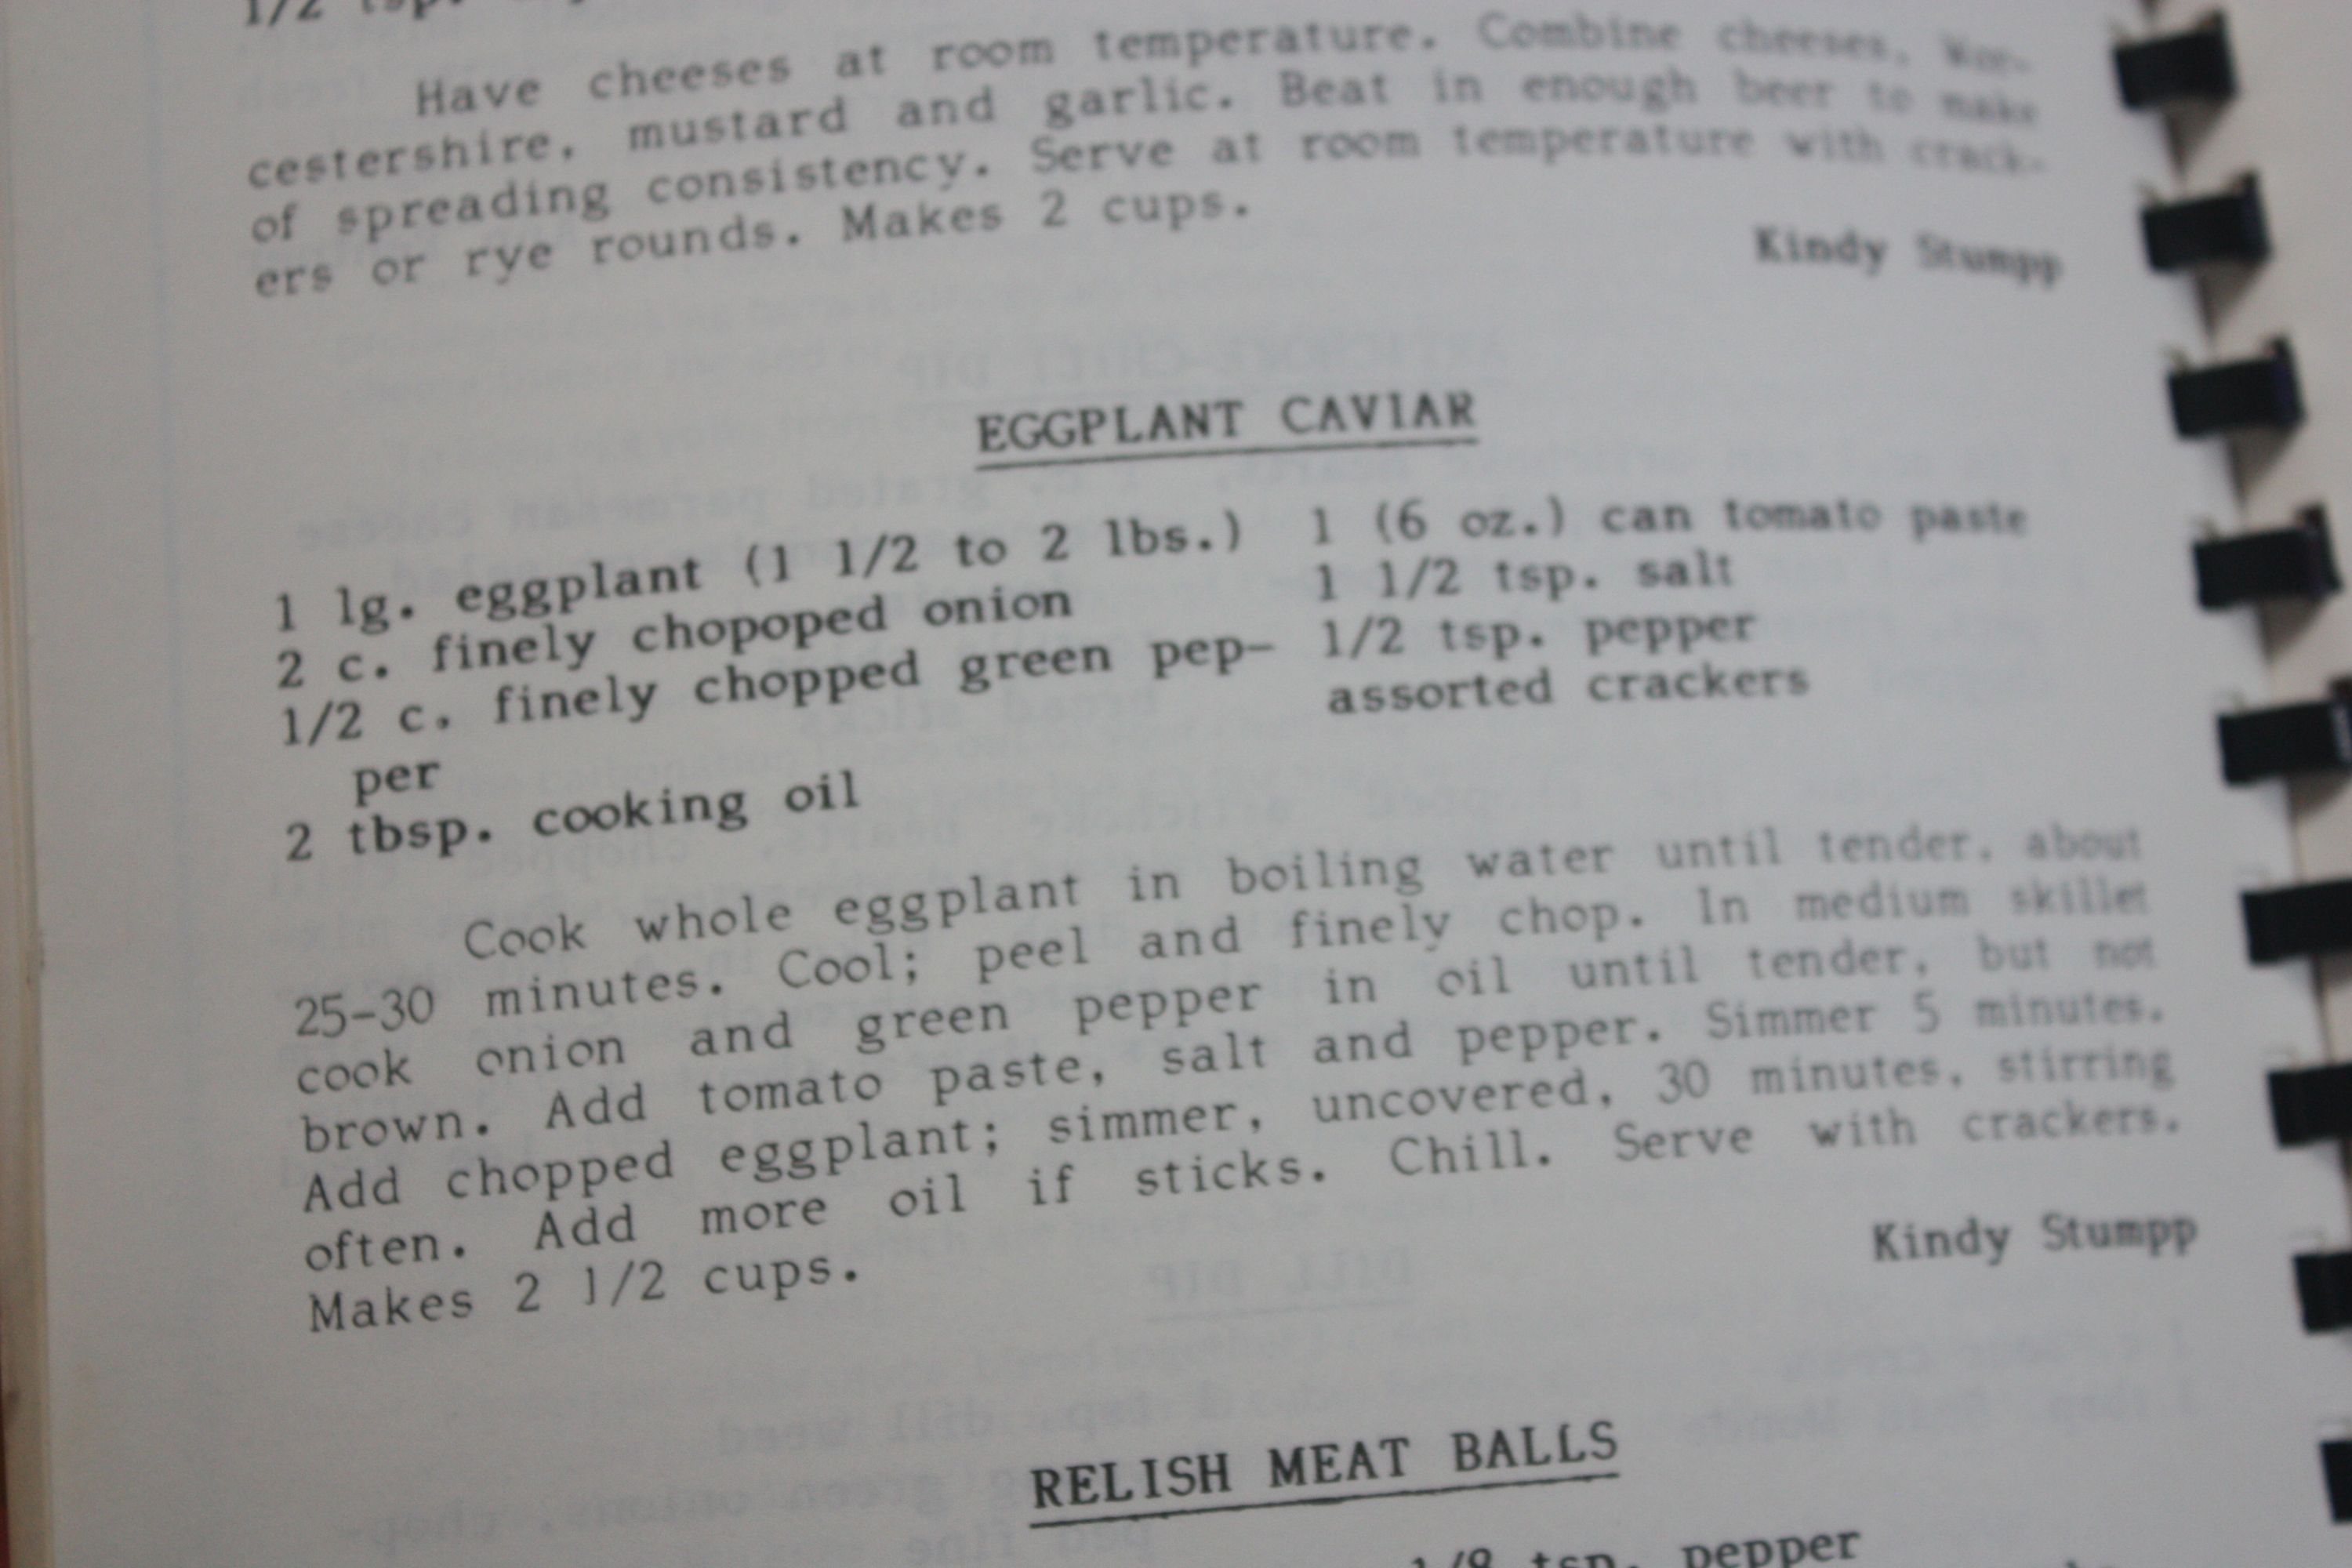 1/2 tsp.
Have cheeses at room temperature. Combine cheeses, Wor-
cestershire, mustard and garlic. Beat in enough beer to make
of spreading consistency. Serve at room temperature with crack-
ers or rye rounds. Makes 2 cups.
Kindy Stumpp
EGGPLANT CAVIAR
1 lg. eggplant (1 1/2 to 2 lbs.)
2 c. finely chopoped onion
1/2 c. finely chopped green pep-
per
2 tbsp. cooking oil
1 (6 oz.) can tomato paste
1 1/2 tsp. salt
1/2 tsp. pepper
assorted crackers
Cook whole eggplant in boiling water until tender, about
25-30 minutes. Cool; peel and finely chop. In medium skillet
cook onion and green pepper in oil until tender, but not
brown. Add tomato paste, salt and pepper. Simmer 5 minutes.
Add chopped eggplant; simmer, uncovered, 30 minutes, stirring
often. Add more oil if sticks. Chill. Serve with crackers.
Makes 2 1/2 cups.
Kindy Stumpp
RELISH MEAT BALLS
1/8 tsp. pepper